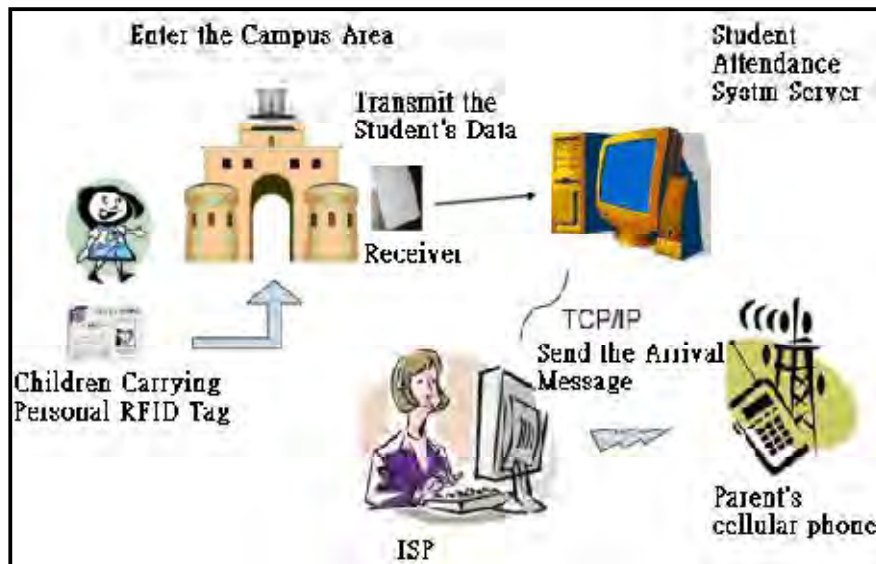 Enter the Campus Area
Student
Attendance
Systm Server
Transmit the
Student's Data
Receiver
TCP/IP
Send the Arrival
Message
Children Carrying
Personal RFID Tag
Parent's
cellular phone
ISP